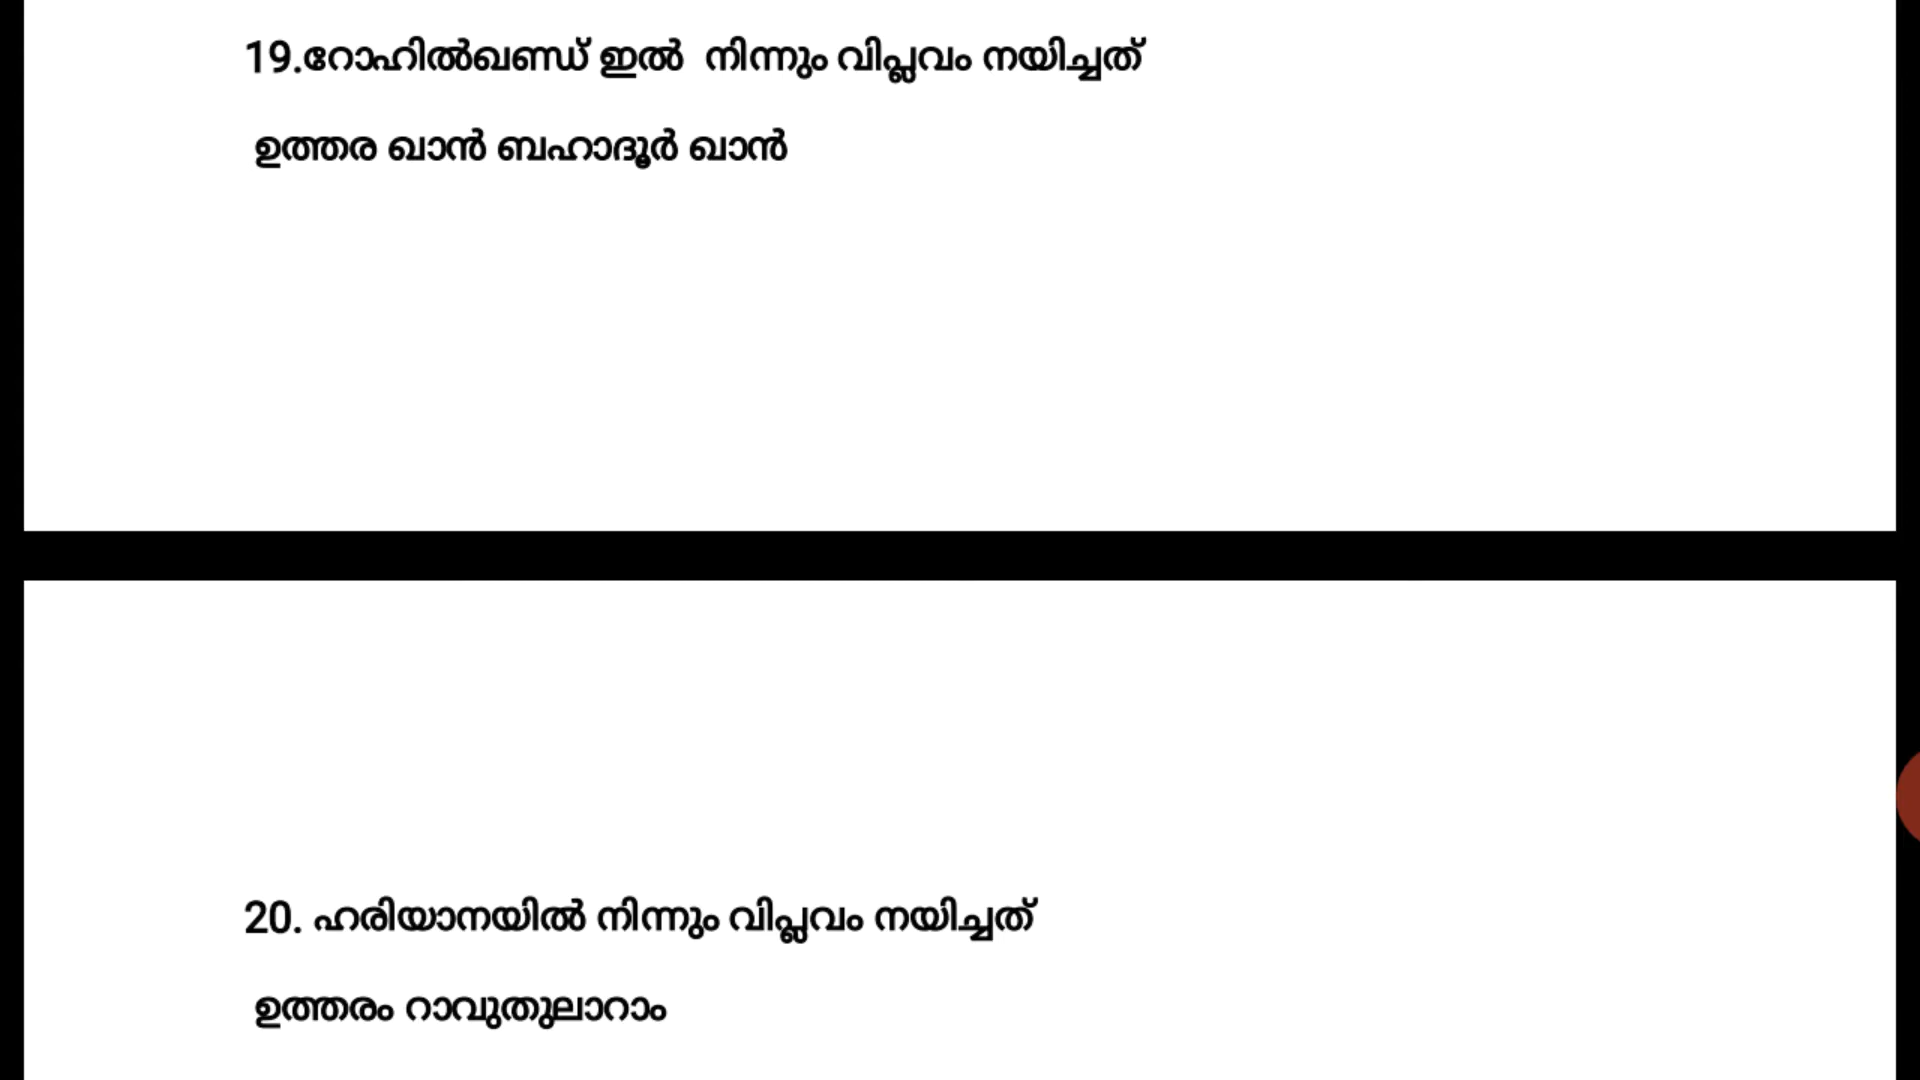 19.റോഹിൽഖണ്ഡ് ഇൽ  നിന്നും വിപ്ലവം നയിച്ചത്
ഉത്തര ഖാൻ ബഹാദൂർ ഖാൻ
20. ഹരിയാനയിൽ നിന്നും വിപ്ലവം നയിച്ചത്
ഉത്തരം റാവുതുലാറാം